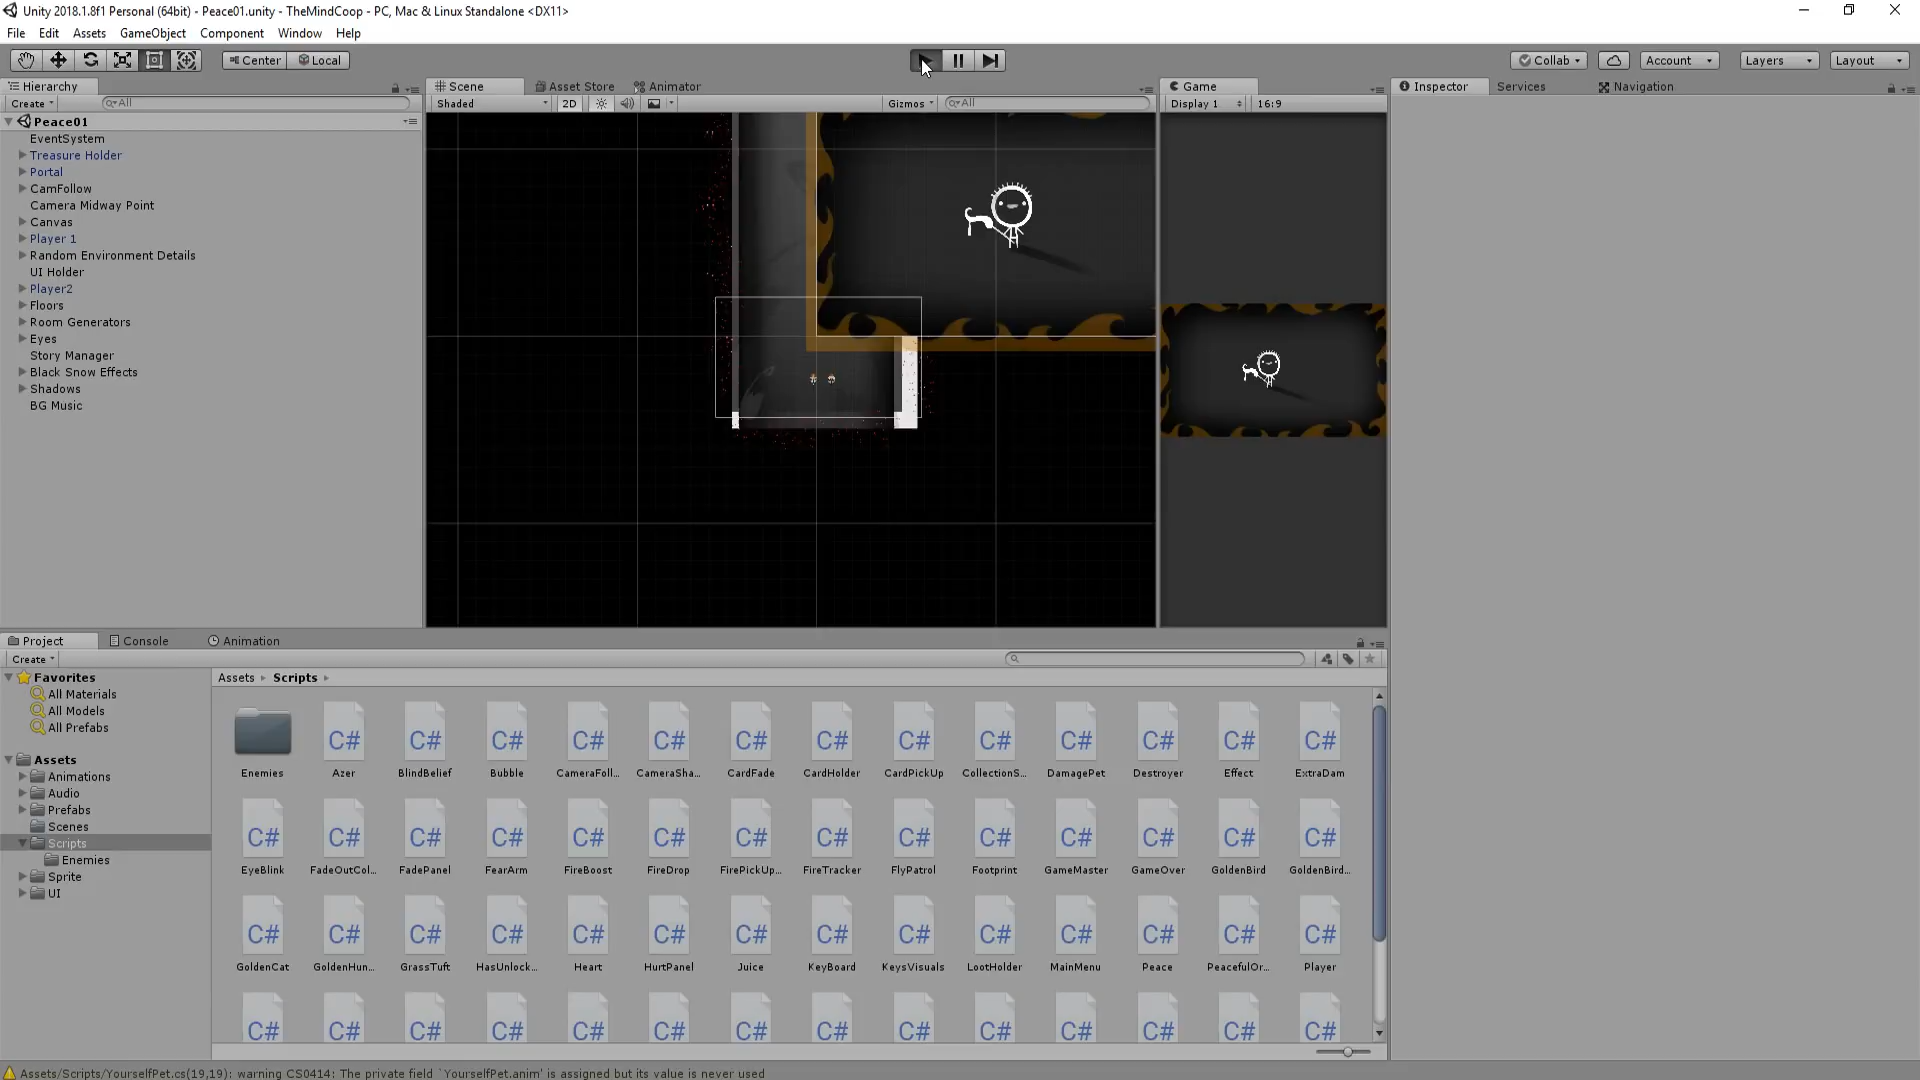 Unity 2018.1.8f1 Personal (64bit) - Peace01.unity - TheMindCoop - PC, Mac & Linux Standalone <DX11>
File Edit Assets GameObject Component Window Help
Center Local Collab Account Layers Layout
Hierarchy
Scene Asset Store Animator
Game
Inspector Services Navigation
Create All
Shaded 2D Gizmos All
Display 1 16:9
Peace01
EventSystem
Treasure Holder
Portal
CamFollow
Camera Midway Point
Canvas
Player 1
Random Environment Details
UI Holder
Player2
Floors
Room Generators
Eyes
Story Manager
Black Snow Effects
Shadows
BG Music
Project Console Animation
Create
Favorites
All Materials
All Models
All Prefabs
Assets
Animations
Audio
Prefabs
Scenes
Scripts
Enemies
Sprite
UI
Assets Scripts
C# C# C# C# C# C# C# C# C# C# C# C# C#
Enemies Azer BlindBelief Bubble CameraFoll... CameraSha... CardFade CardHolder CardPickUp CollectionS... DamagePet Destroyer Effect ExtraDam
C# C# C# C# C# C# C# C# C# C# C# C# C# C#
EyeBlink FadeOutCol... FadePanel FearArm FireBoost FireDrop FirePickUp... FireTracker FlyPatrol Footprint GameMaster GameOver GoldenBird GoldenBird...
C# C# C# C# C# C# C# C# C# C# C# C# C# C#
GoldenCat GoldenHun... GrassTuft HasUnlock... Heart HurtPanel Juice KeyBoard KeysVisuals LootHolder MainMenu Peace PeacefulOr... Player
C# C# C# C# C# C# C# C# C# C# C# C# C# C#
Assets/Scripts/YourselfPet.cs(19,19): warning CS0414: The private field `YourselfPet.anim' is assigned but its value is never used